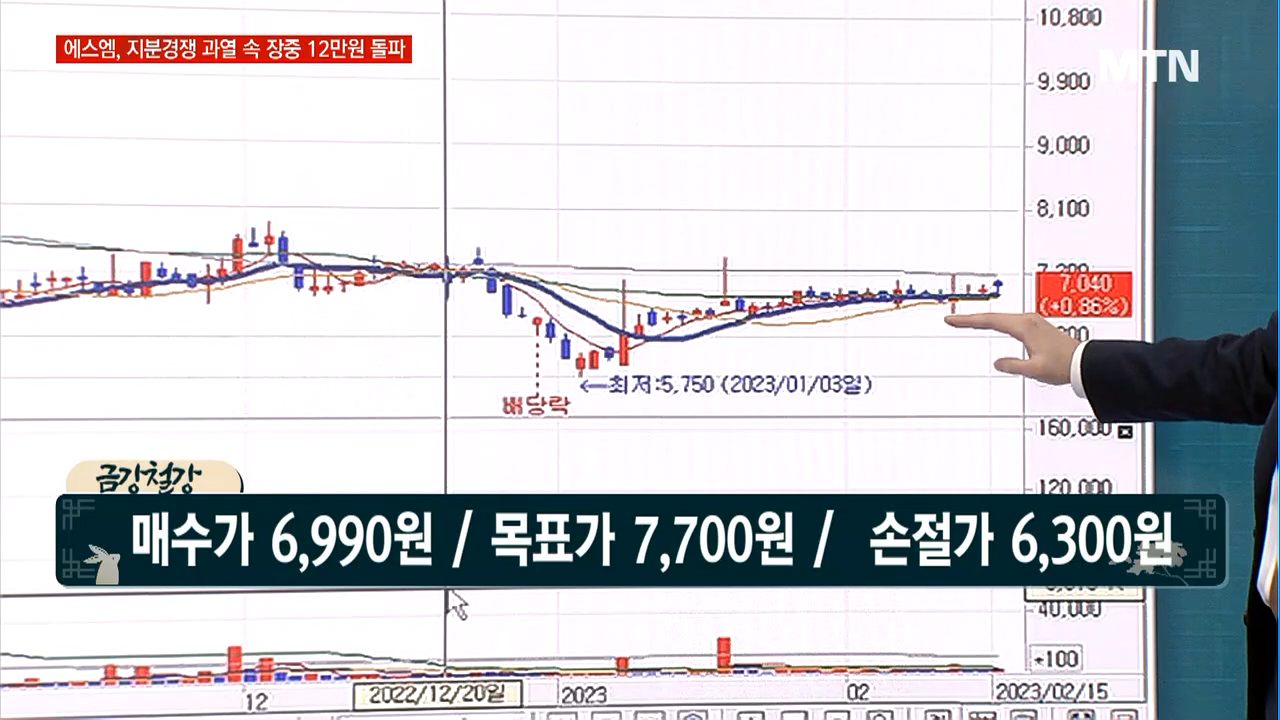 에스엠, 지분경쟁 과열 속 장중 12만원 돌파
MTN
10,800
9,900
9,000
8,100
7,200
7,040
(+0.86%)
←최저:5,750 (2023/01/03일)
배당락
160,000
120,000
금강철강
매수가 6,990원 / 목표가 7,700원 / 손절가 6,300원
40,000
*100
12
2022/12/20일
2023
02
2023/02/15